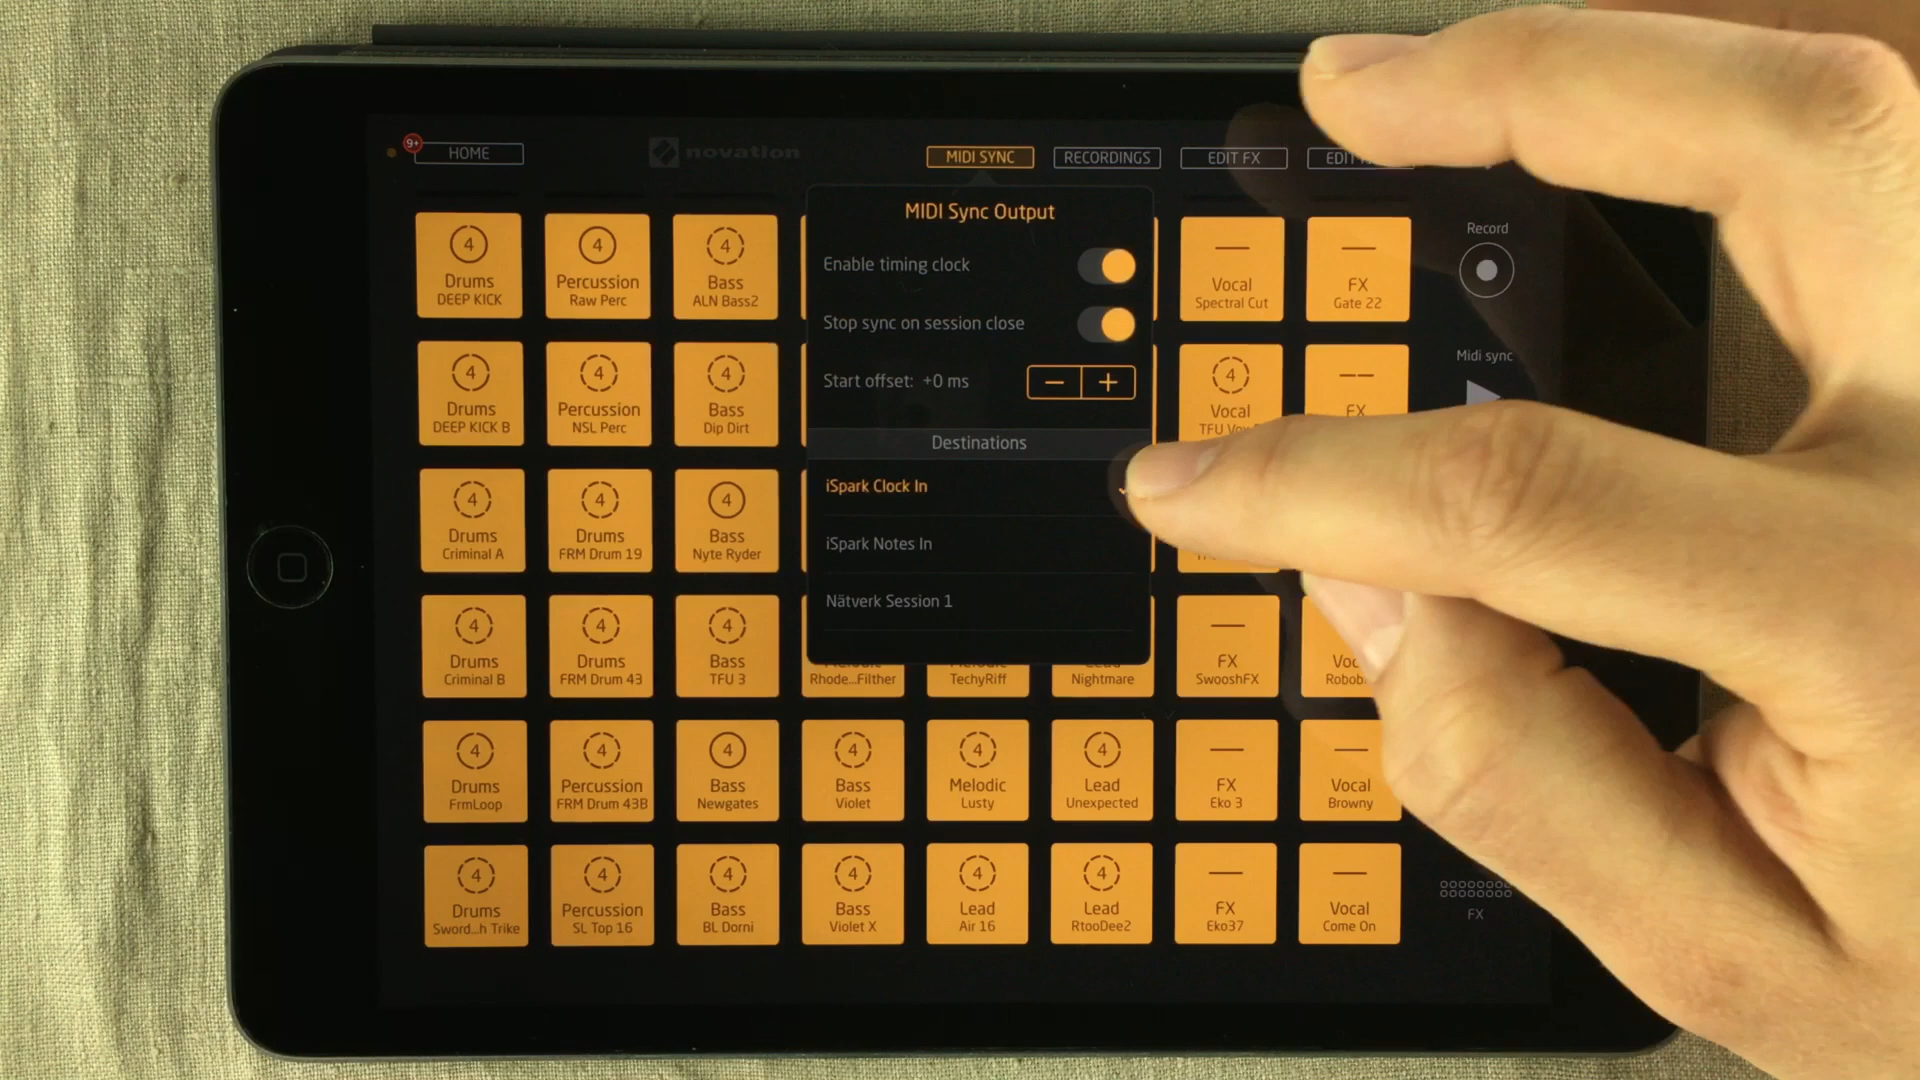 9+
HOME
novation
MIDI SYNC
RECORDINGS
EDIT FX
MIDI Sync Output
Enable timing clock
Stop sync on session close
Start offset: +0 ms
Destinations
iSpark Clock In
iSpark Notes In
Nätverk Session 1
4 Drums DEEP KICK
4 Percussion Raw Perc
4 Bass ALN Bass2
Vocal Spectral Cut
FX Gate 22
Record
4 Drums DEEP KICK B
4 Percussion NSL Perc
4 Bass Dip Dirt
4 Vocal
FX
Midi sync
4 Drums Criminal A
4 Drums FRM Drum 19
4 Bass Nyte Ryder
4 Drums Criminal B
4 Drums FRM Drum 43
4 Bass TFU 3
Rhode...Filther
TechyRiff
Nightmare
FX SwooshFX
4 Drums FrmLoop
4 Percussion FRM Drum 43B
4 Bass Newgates
4 Bass Violet
4 Melodic Lusty
4 Lead Unexpected
FX Eko 3
Vocal Browny
4 Drums Sword...h Trike
4 Percussion SL Top 16
4 Bass BL Dorni
4 Bass Violet X
4 Lead Air 16
4 Lead RtooDee2
FX Eko37
Vocal Come On
FX